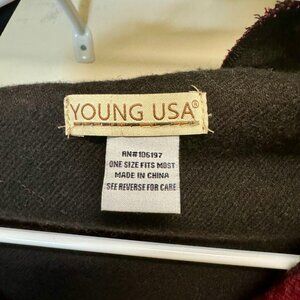 YOUNG USA®
RN#106197
ONE SIZE FITS MOST
MADE IN CHINA
SEE REVERSE FOR CARE